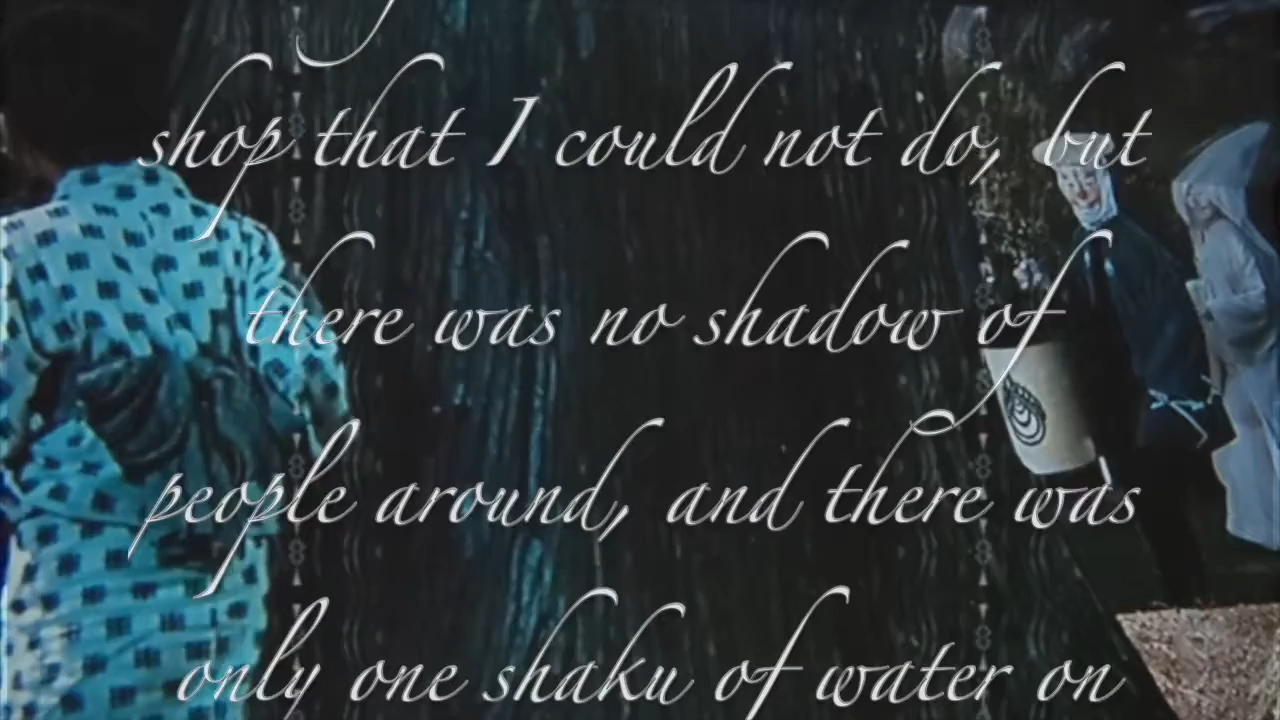 shop that I could not do, but
there was no shadow of
people around, and there was
only one shaku of water on